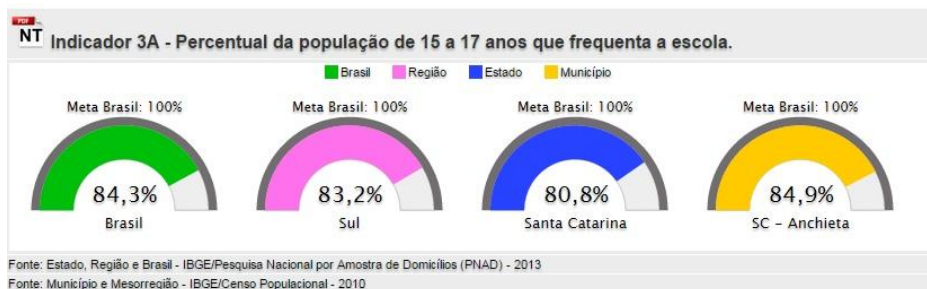 PDF
NT
Indicador 3A - Percentual da população de 15 a 17 anos que frequenta a escola.
Brasil Região Estado Município
Meta Brasil: 100% Meta Brasil: 100% Meta Brasil: 100% Meta Brasil: 100%
84,3% 83,2% 80,8% 84,9%
Brasil Sul Santa Catarina SC - Anchieta
Fonte: Estado, Região e Brasil - IBGE/Pesquisa Nacional por Amostra de Domicílios (PNAD) - 2013
Fonte: Município e Mesorregião - IBGE/Censo Populacional - 2010